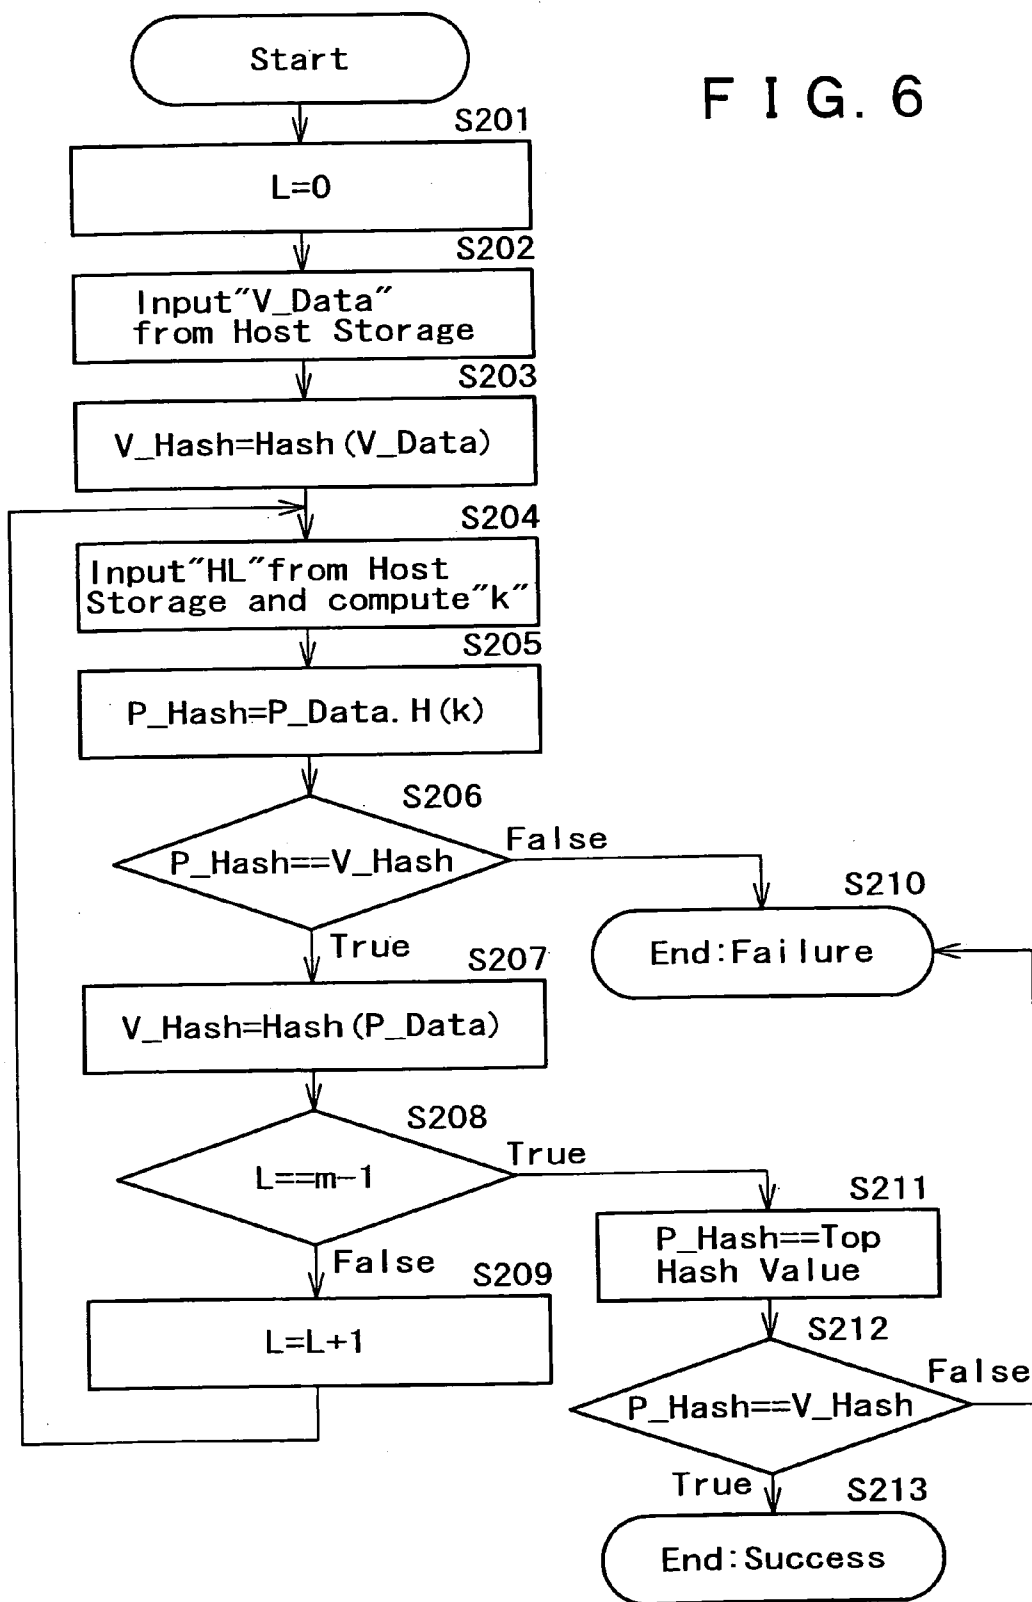 Start
F I G. 6
S201
L=0
S202
Input"V_Data"
from Host Storage
S203
V_Hash=Hash(V_Data)
S204
Input"HL"from Host
Storage and compute"k"
S205
P_Hash=P_Data.H(k)
S206
P_Hash==V_Hash
False
S210
End:Failure
True
S207
V_Hash=Hash(P_Data)
S208
L==m-1
True
S211
P_Hash==Top
Hash Value
False
S209
L=L+1
S212
P_Hash==V_Hash
False
True
S213
End:Success